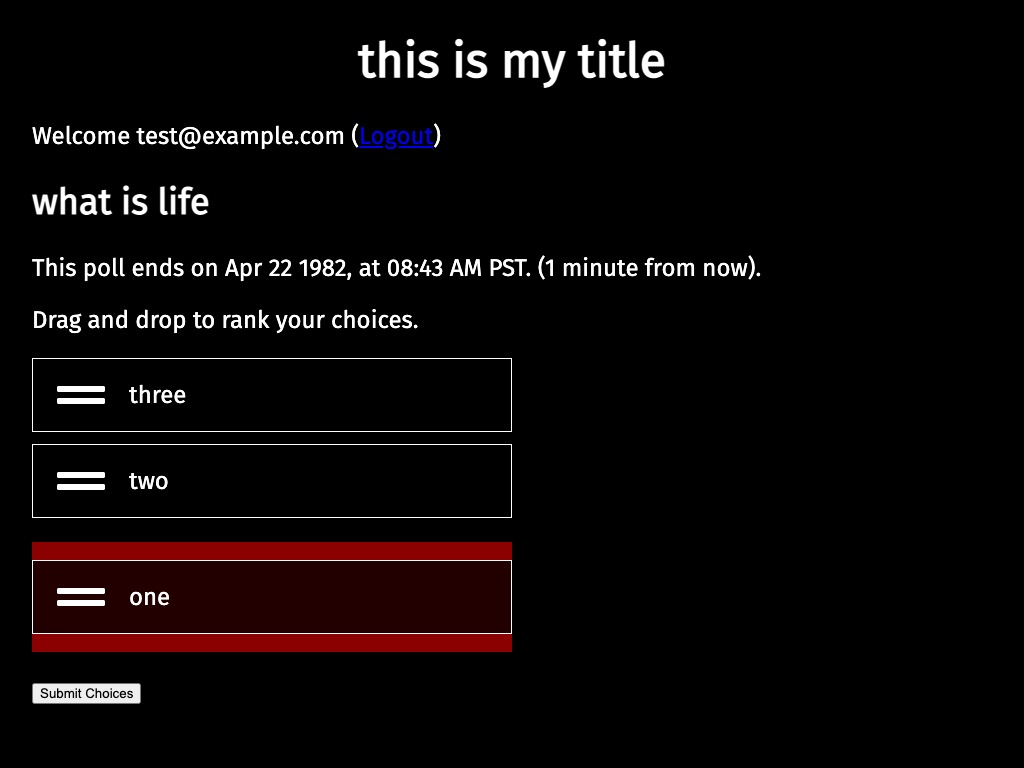 this is my title
Welcome test@example.com (Logout)
what is life
This poll ends on Apr 22 1982, at 08:43 AM PST. (1 minute from now).
Drag and drop to rank your choices.
three
two
one
Submit Choices